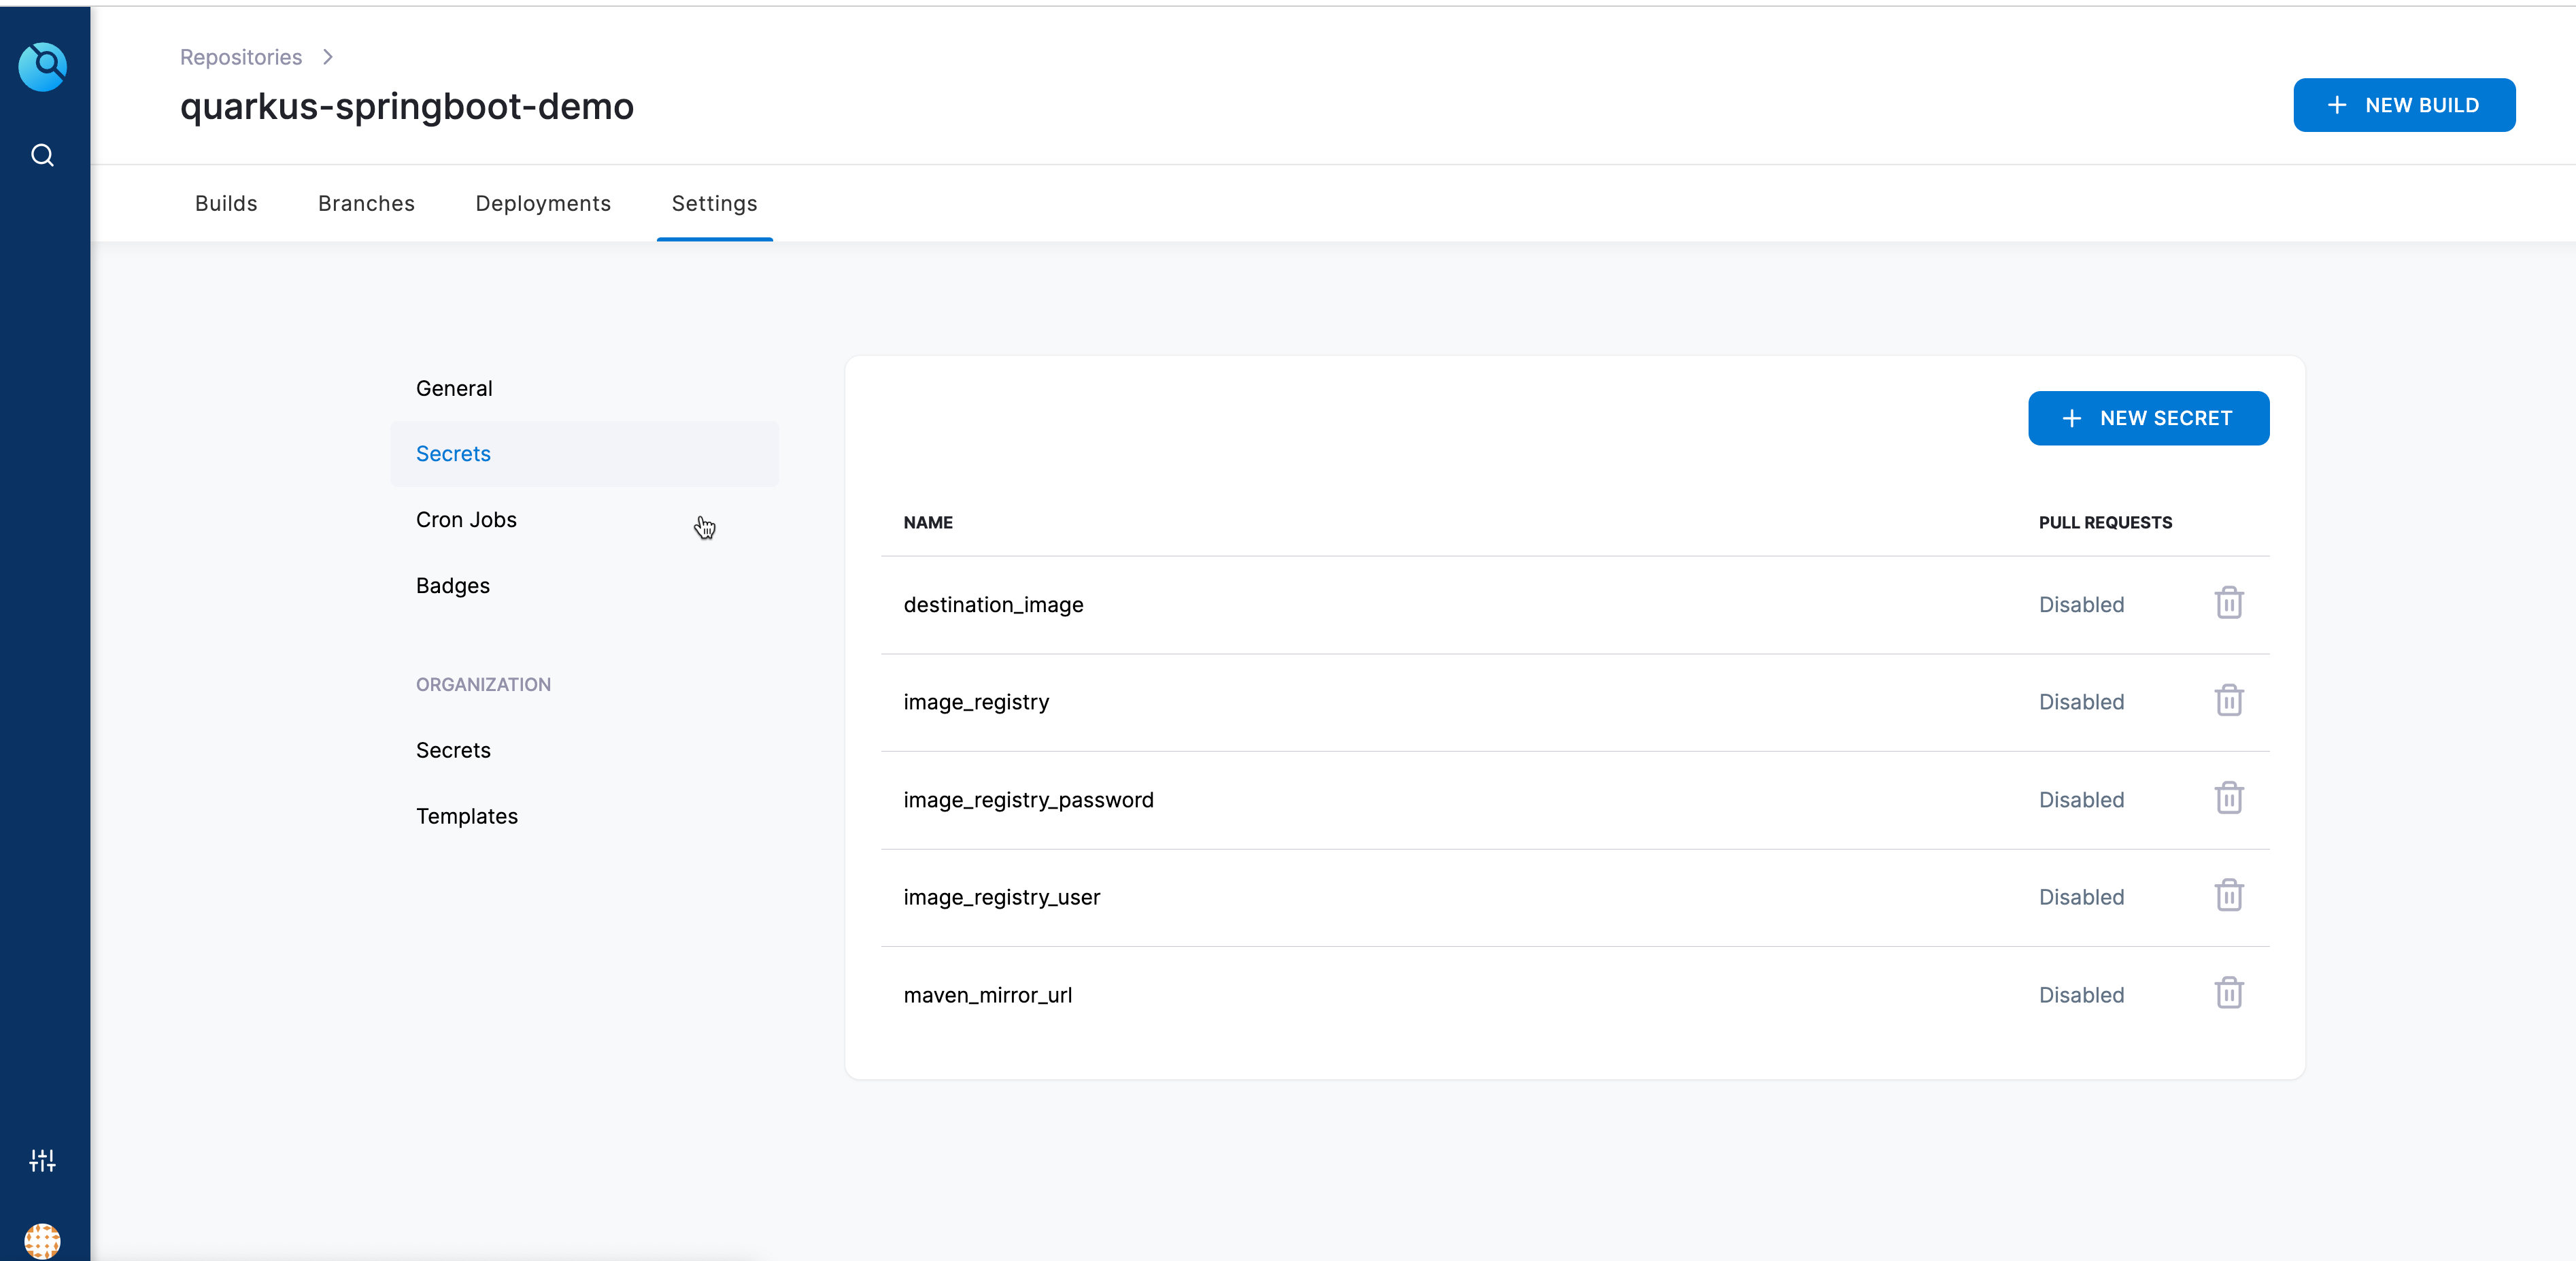 Repositories
quarkus-springboot-demo
NEW BUILD
Builds Branches Deployments Settings
General
Secrets
Cron Jobs
Badges
ORGANIZATION
Secrets
Templates
NEW SECRET
NAME PULL REQUESTS
destination_image Disabled
image_registry Disabled
image_registry_password Disabled
image_registry_user Disabled
maven_mirror_url Disabled